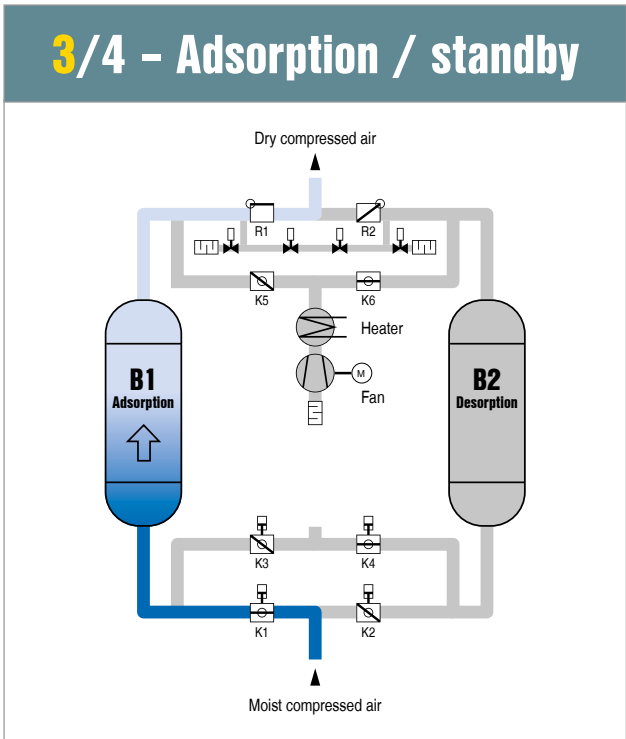 3/4 - Adsorption / standby
Dry compressed air
R1
R2
K5
K6
Heater
M
Fan
B1
Adsorption
B2
Desorption
K3
K4
K1
K2
Moist compressed air